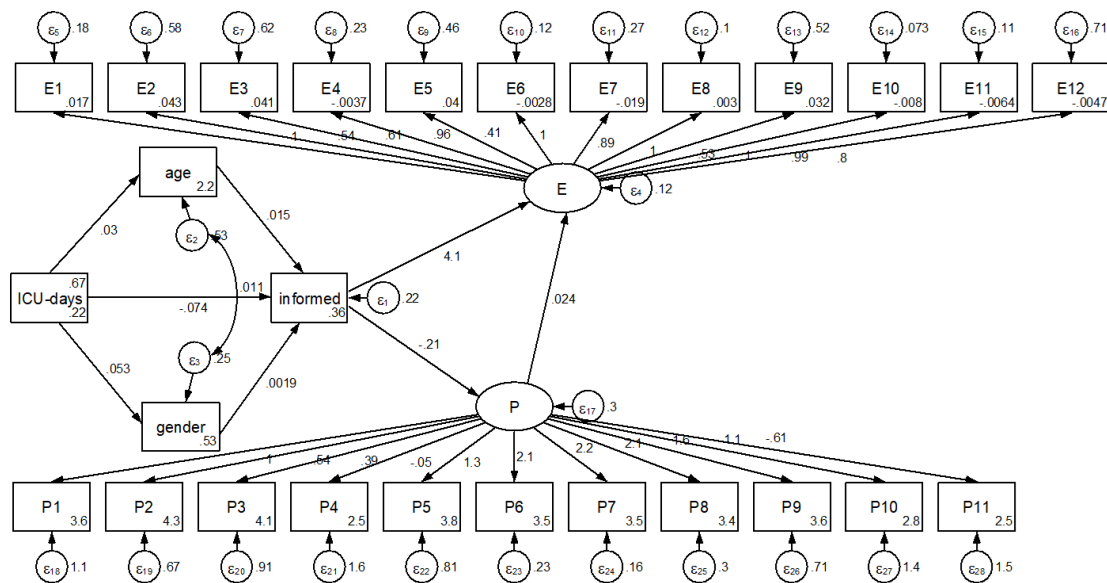 ε5 .18 ε6 .58 ε7 .62 ε8 .23 ε9 .46 ε10 .12 ε11 .27 ε12 .1 ε13 .52 ε14 .073 ε15 .11 ε16 .71
E1 E2 E3 E4 E5 E6 E7 E8 E9 E10 E11 E12
.017 .043 .041 -.0037 .04 -.0028 -.019 .003 .032 -.008 -.0064 -.0047
1 .54 .61 .96 .41 1 .89 1 .53 1 .99 .8
age
2.2
E
ε4 .12
.03
.015
ε2 .53
4.1
.67
ICU-days
.22
-.074
.011
informed
.36
ε1 .22
.024
.053
ε3 .25
.0019
-.21
gender
.53
P
ε17 .3
1 .54 .39 -.05 1.3 2.1 2.2 2.1 1.6 1.1 -.61
P1 P2 P3 P4 P5 P6 P7 P8 P9 P10 P11
3.6 4.3 4.1 2.5 3.8 3.5 3.5 3.4 3.6 2.8 2.5
ε18 1.1 ε19 .67 ε20 .91 ε21 1.6 ε22 .81 ε23 .23 ε24 .16 ε25 .3 ε26 .71 ε27 1.4 ε28 1.5